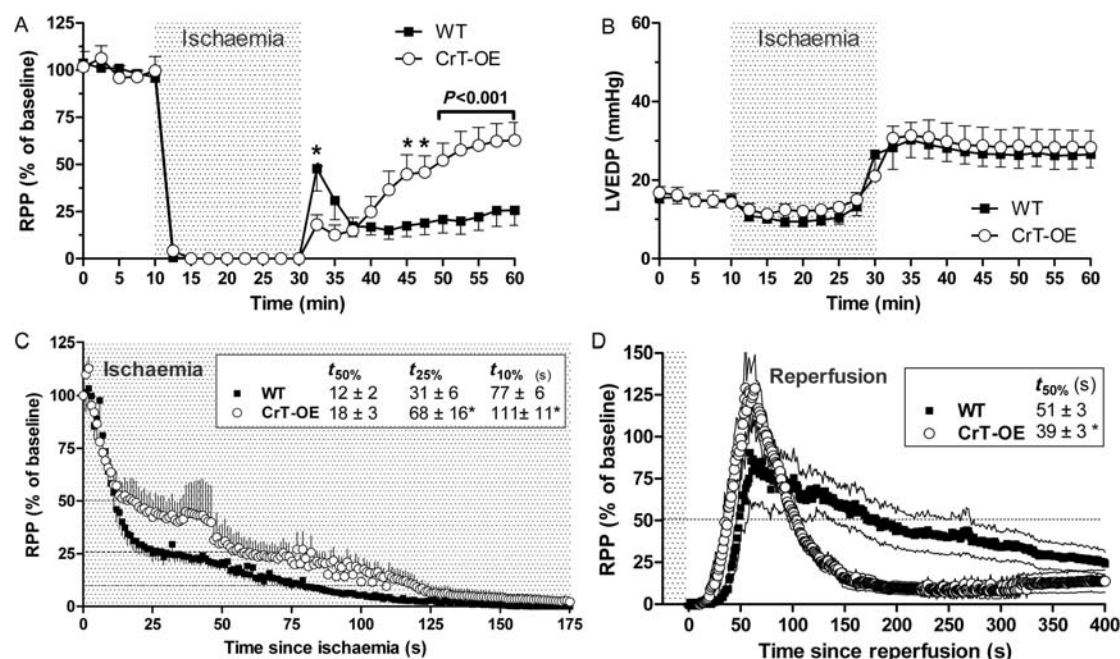 A
RPP (% of baseline)
125
100
75
50
25
0
Ischaemia
WT
CrT-OE
P<0.001
*
* *
0 5 10 15 20 25 30 35 40 45 50 55 60
Time (min)
B
LVEDP (mmHg)
60
40
20
0
Ischaemia
WT
CrT-OE
0 5 10 15 20 25 30 35 40 45 50 55 60
Time (min)
C
RPP (% of baseline)
125
100
75
50
25
0
Ischaemia
t50% t25% t10% (s)
WT 12 ± 2 31 ± 6 77 ± 6
CrT-OE 18 ± 3 68 ± 16* 111± 11*
0 25 50 75 100 125 150 175
Time since ischaemia (s)
D
RPP (% of baseline)
150
125
100
75
50
25
0
Reperfusion
t50% (s)
WT 51 ± 3
CrT-OE 39 ± 3 *
0 50 100 150 200 250 300 350 400
Time since reperfusion (s)